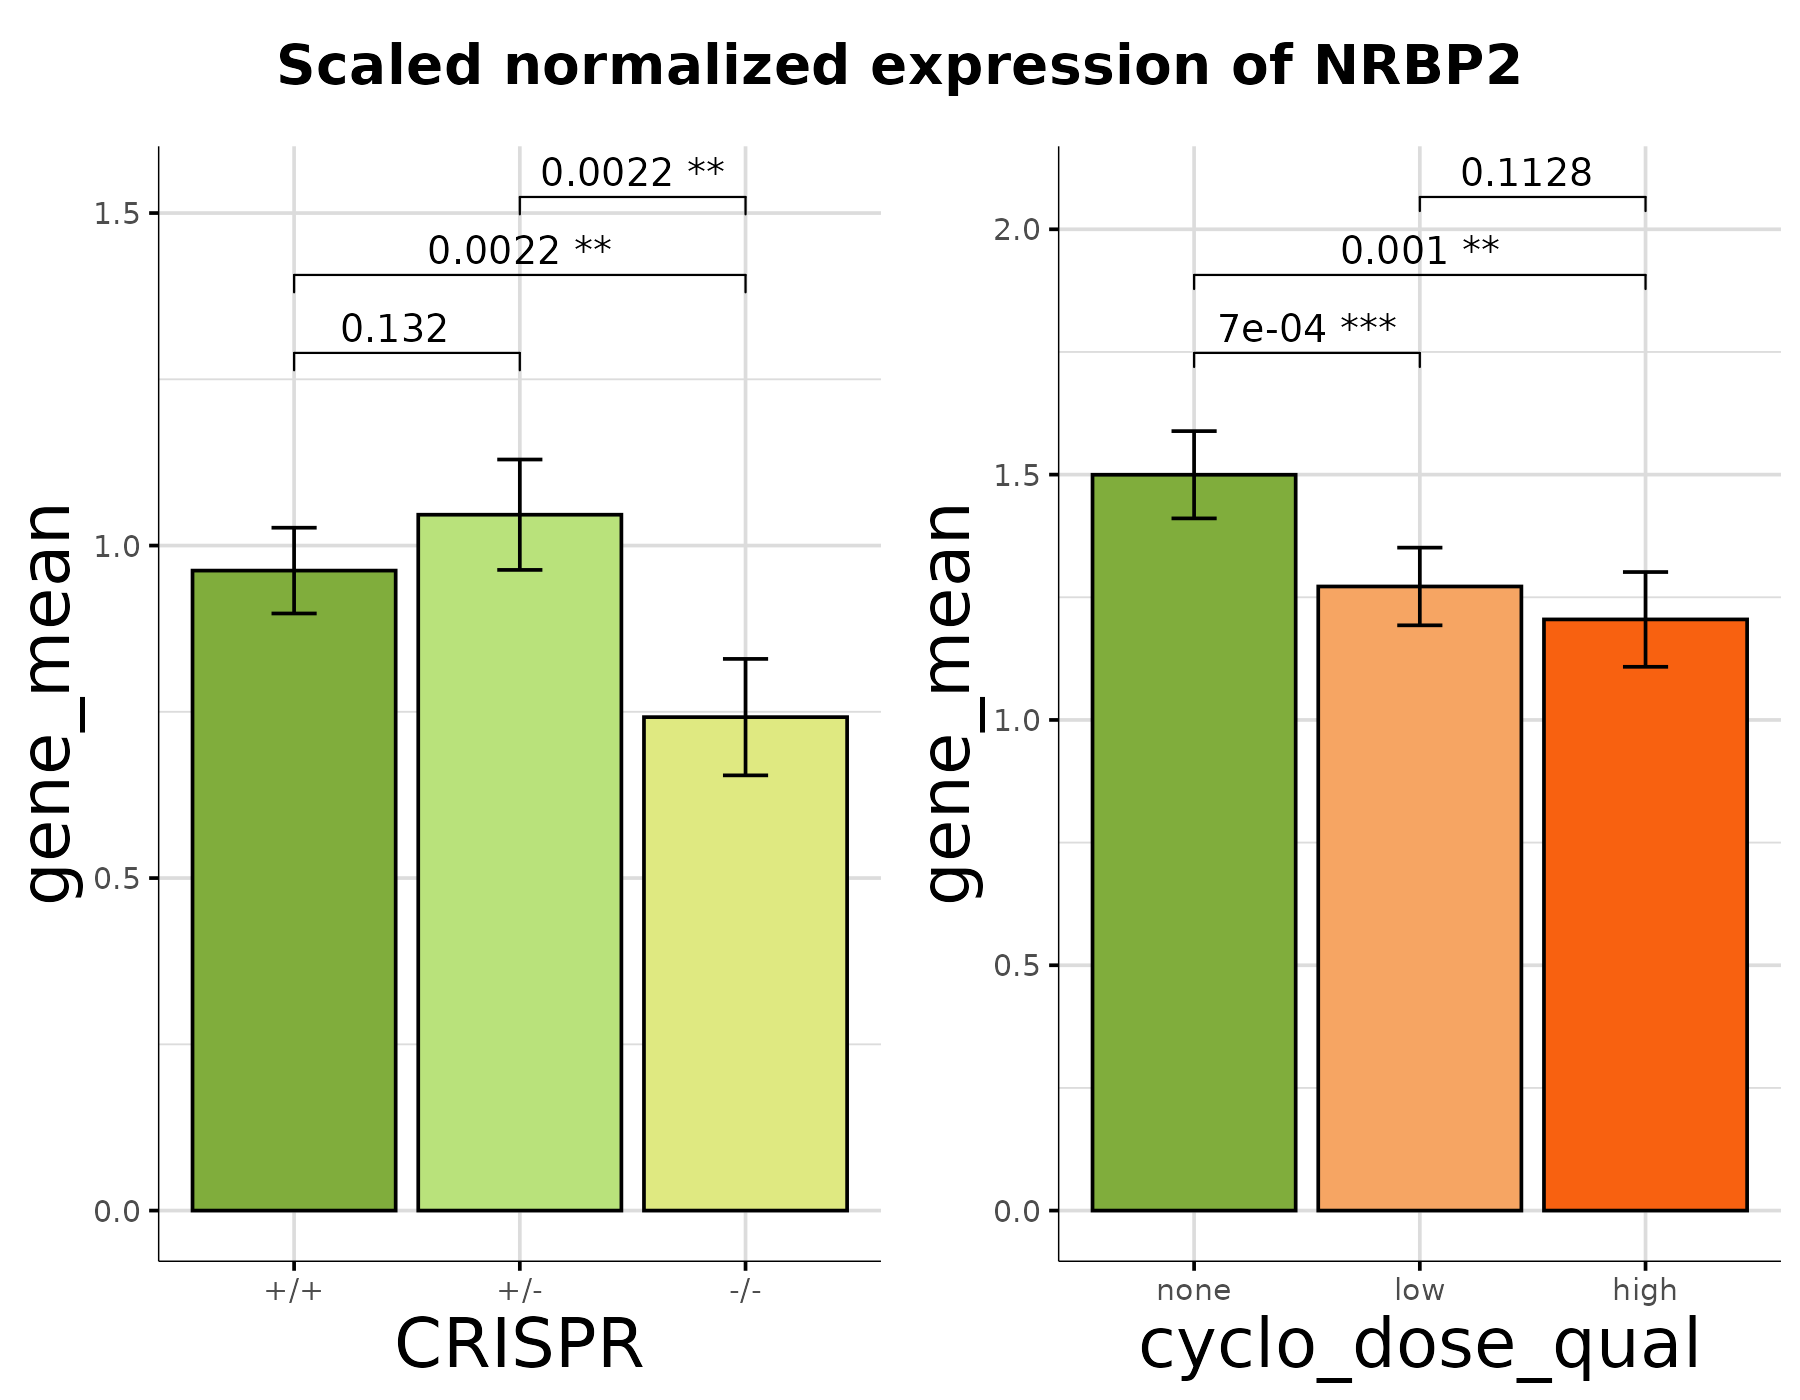 Scaled normalized expression of NRBP2
gene_mean
1.5
1.0
0.5
0.0
0.0022 **
0.0022 **
0.132
+/+
+/-
-/-
CRISPR
gene_mean
2.0
1.5
1.0
0.5
0.0
0.1128
0.001 **
7e-04 ***
none
low
high
cyclo_dose_qual